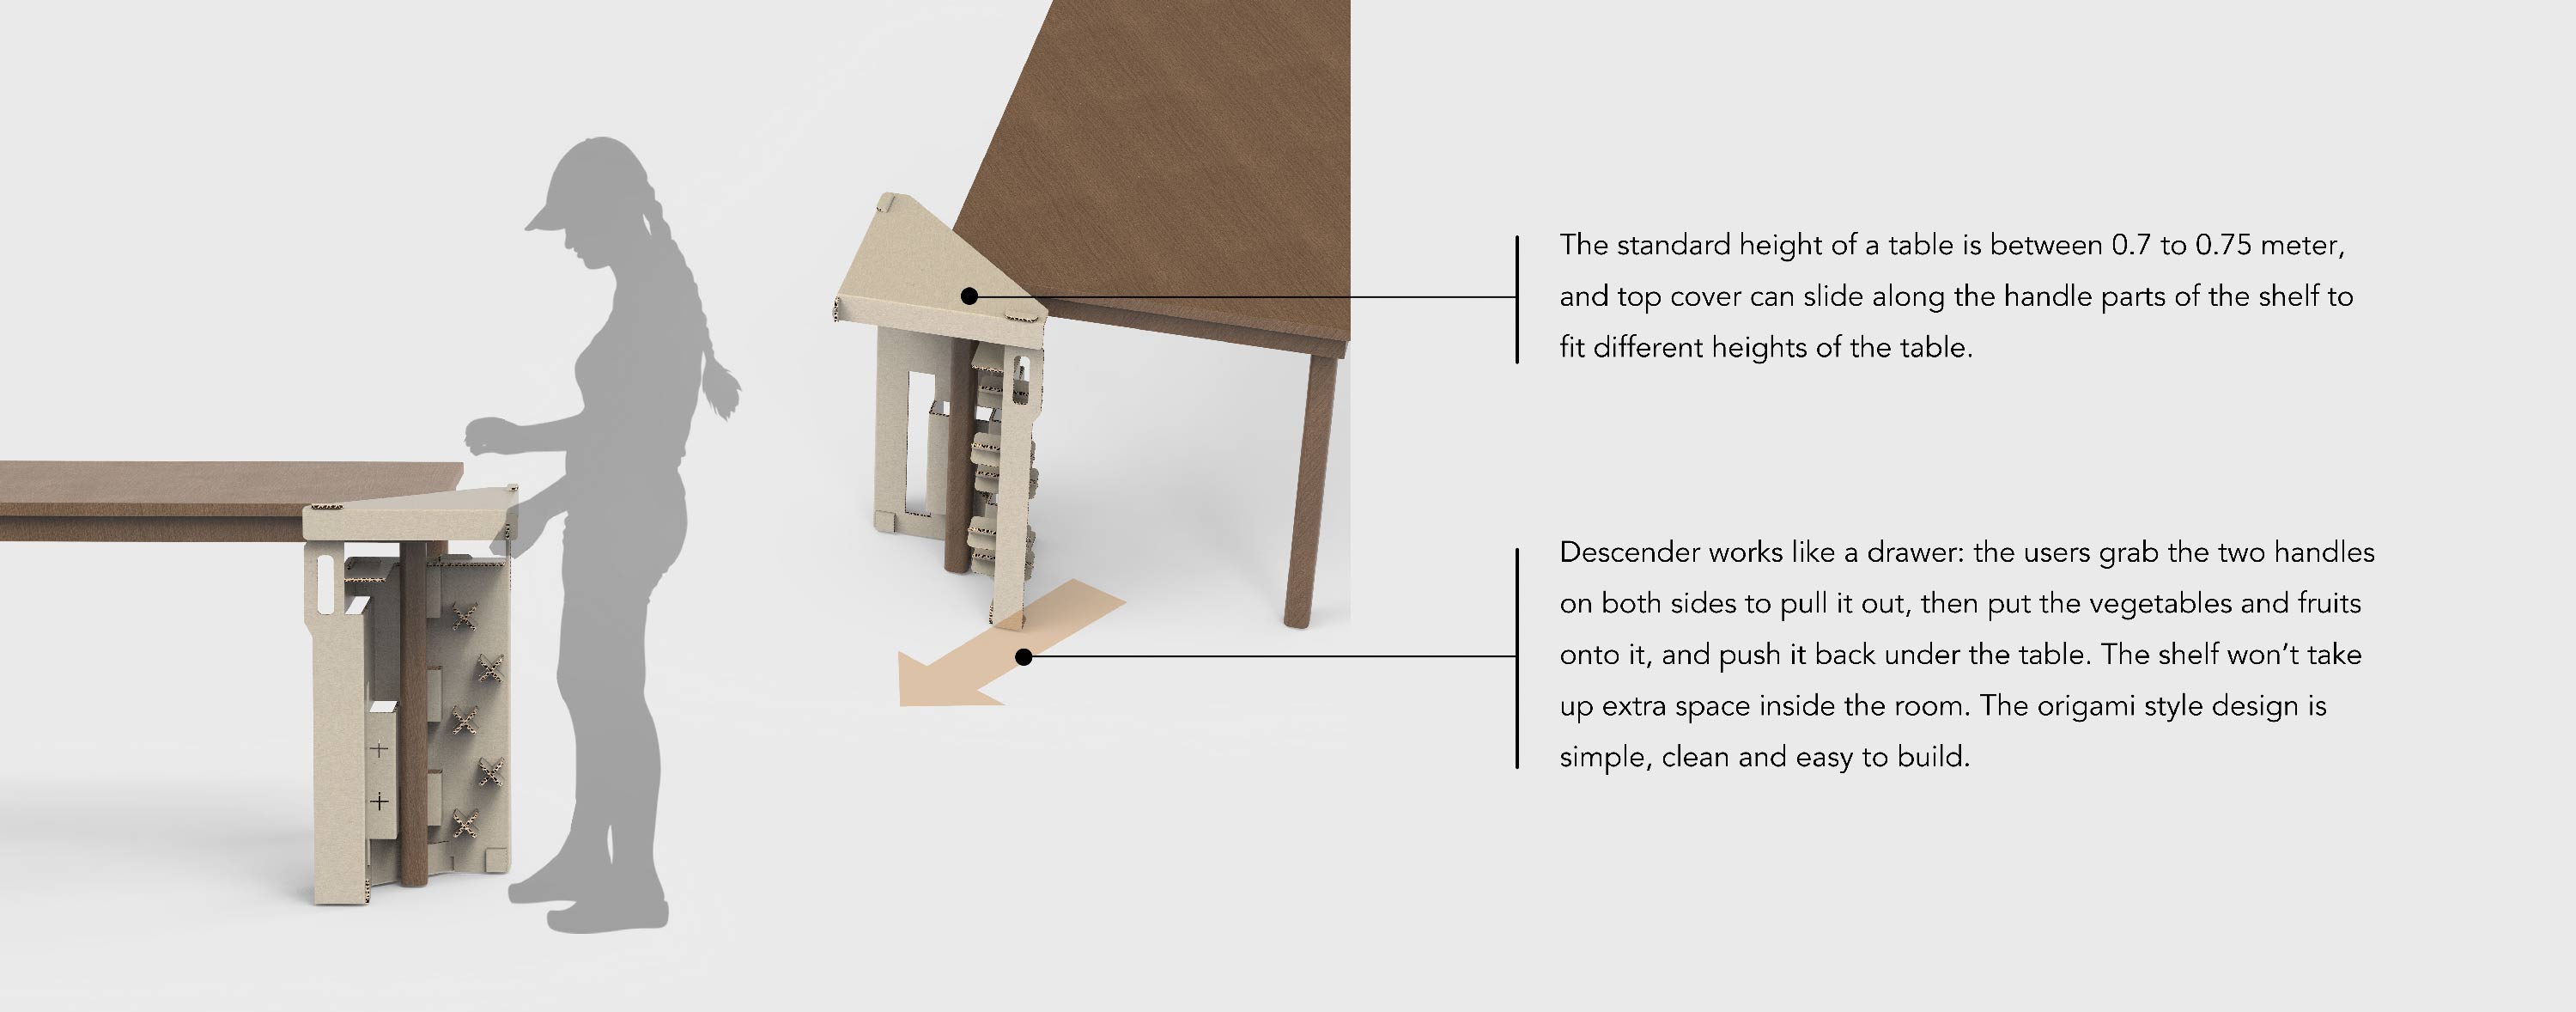 The standard height of a table is between 0.7 to 0.75 meter,
and top cover can slide along the handle parts of the shelf to
fit different heights of the table.
Descender works like a drawer: the users grab the two handles
on both sides to pull it out, then put the vegetables and fruits
onto it, and push it back under the table. The shelf won’t take
up extra space inside the room. The origami style design is
simple, clean and easy to build.